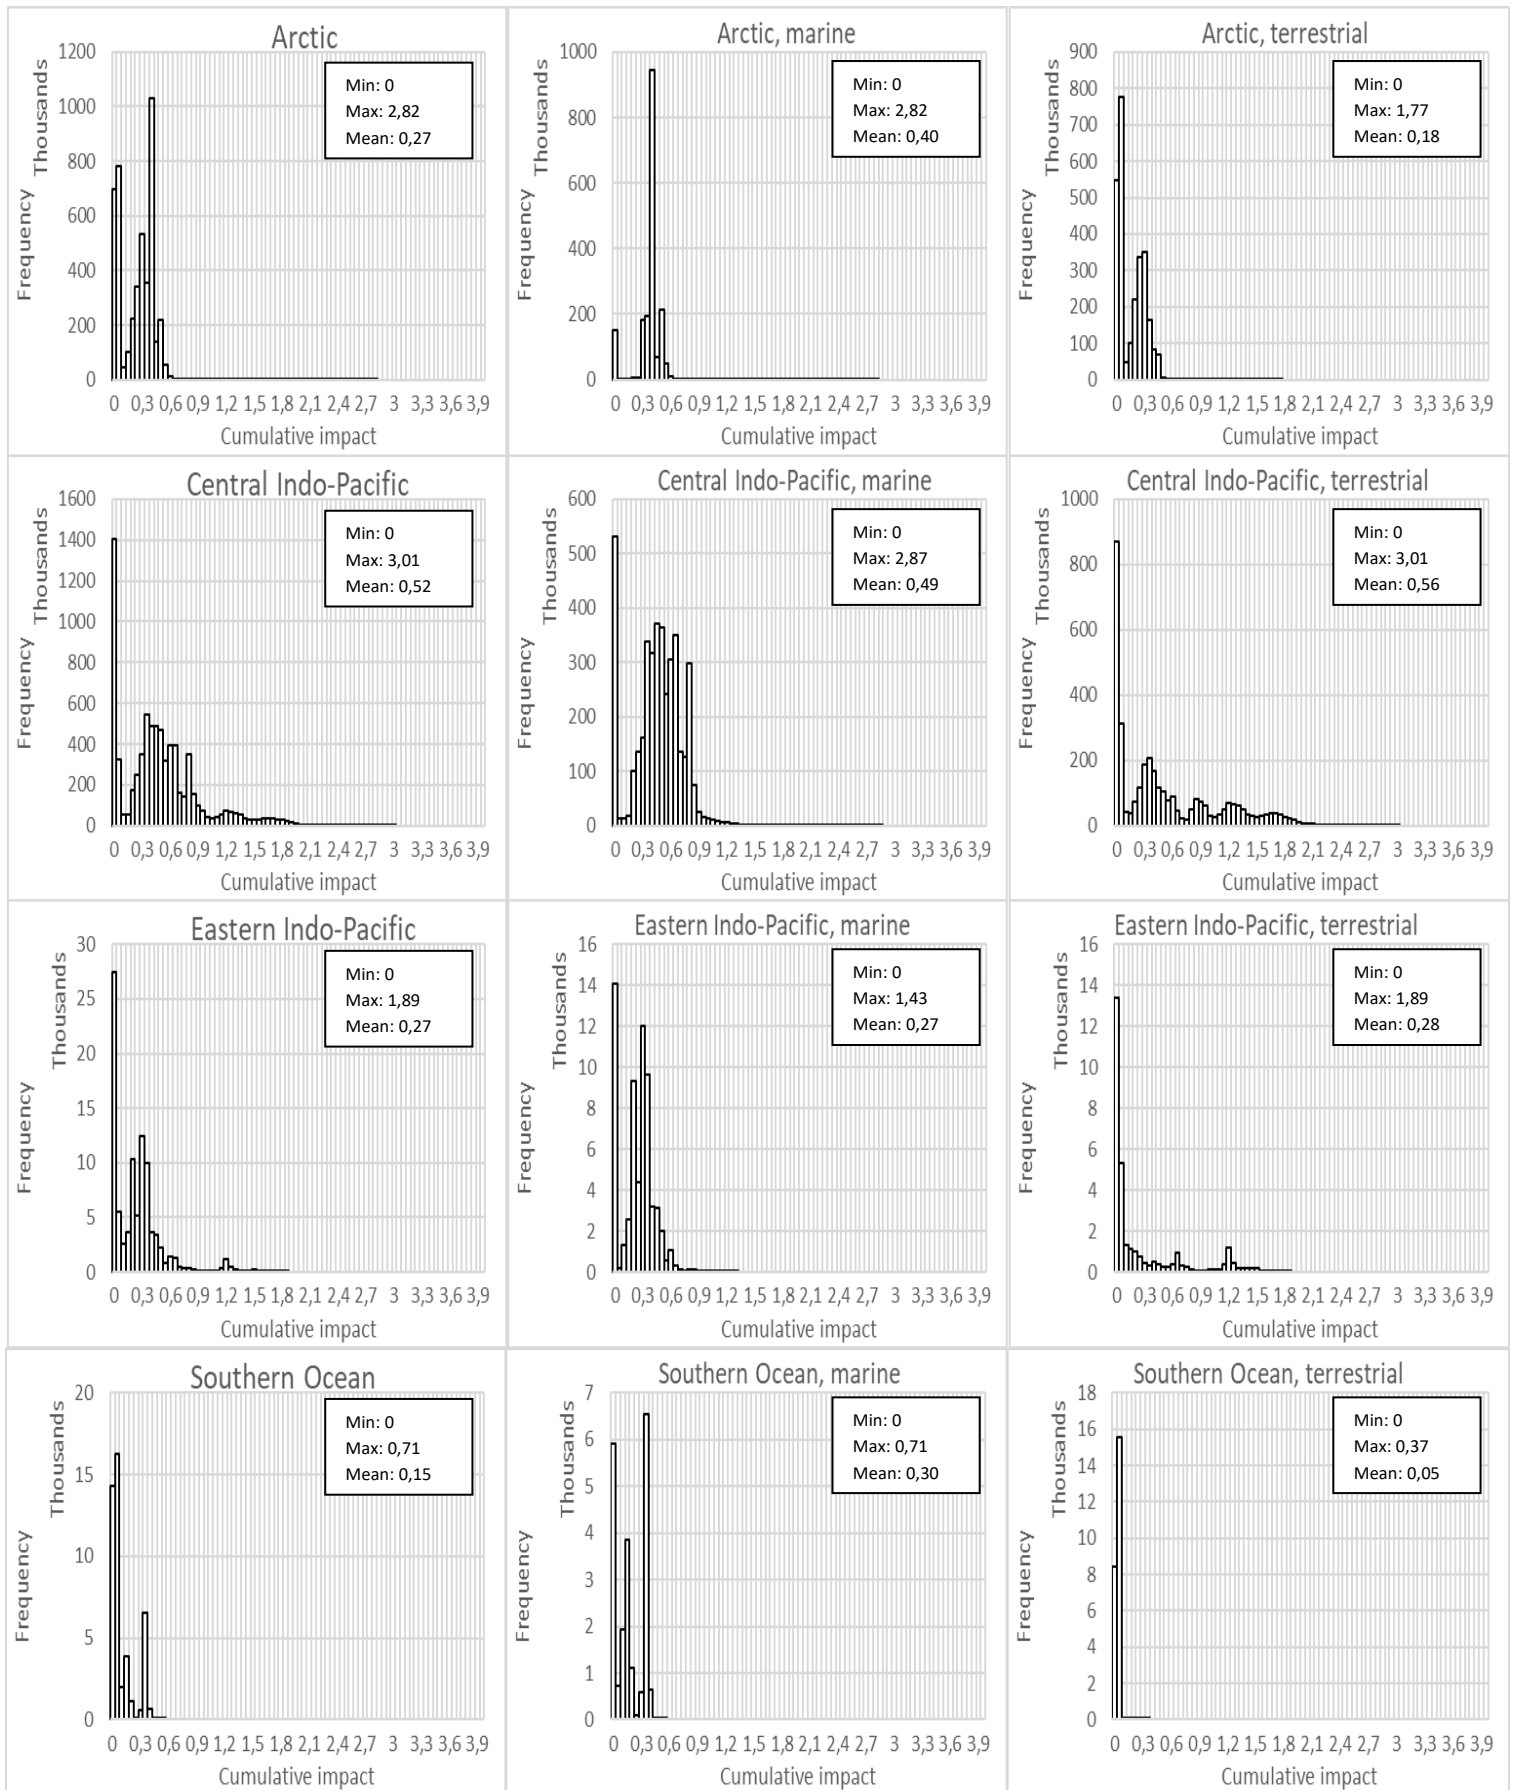 Arctic
Thousands
Frequency
1200
1000
800
600
400
200
0
Min: 0
Max: 2,82
Mean: 0,27
0 0,3 0,6 0,9 1,2 1,5 1,8 2,1 2,4 2,7 3 3,3 3,6 3,9
Cumulative impact
Arctic, marine
Thousands
Frequency
1000
800
600
400
200
0
Min: 0
Max: 2,82
Mean: 0,40
0 0,3 0,6 0,9 1,2 1,5 1,8 2,1 2,4 2,7 3 3,3 3,6 3,9
Cumulative impact
Arctic, terrestrial
Thousands
Frequency
900
800
700
600
500
400
300
200
100
0
Min: 0
Max: 1,77
Mean: 0,18
0 0,3 0,6 0,9 1,2 1,5 1,8 2,1 2,4 2,7 3 3,3 3,6 3,9
Cumulative impact
Central Indo-Pacific
Thousands
Frequency
1600
1400
1200
1000
800
600
400
200
0
Min: 0
Max: 3,01
Mean: 0,52
0 0,3 0,6 0,9 1,2 1,5 1,8 2,1 2,4 2,7 3 3,3 3,6 3,9
Cumulative impact
Central Indo-Pacific, marine
Thousands
Frequency
600
500
400
300
200
100
0
Min: 0
Max: 2,87
Mean: 0,49
0 0,3 0,6 0,9 1,2 1,5 1,8 2,1 2,4 2,7 3 3,3 3,6 3,9
Cumulative impact
Central Indo-Pacific, terrestrial
Thousands
Frequency
1000
800
600
400
200
0
Min: 0
Max: 3,01
Mean: 0,56
0 0,3 0,6 0,9 1,2 1,5 1,8 2,1 2,4 2,7 3 3,3 3,6 3,9
Cumulative impact
Eastern Indo-Pacific
Thousands
Frequency
30
25
20
15
10
5
0
Min: 0
Max: 1,89
Mean: 0,27
0 0,3 0,6 0,9 1,2 1,5 1,8 2,1 2,4 2,7 3 3,3 3,6 3,9
Cumulative impact
Eastern Indo-Pacific, marine
Thousands
Frequency
16
14
12
10
8
6
4
2
0
Min: 0
Max: 1,43
Mean: 0,27
0 0,3 0,6 0,9 1,2 1,5 1,8 2,1 2,4 2,7 3 3,3 3,6 3,9
Cumulative impact
Eastern Indo-Pacific, terrestrial
Thousands
Frequency
16
14
12
10
8
6
4
2
0
Min: 0
Max: 1,89
Mean: 0,28
0 0,3 0,6 0,9 1,2 1,5 1,8 2,1 2,4 2,7 3 3,3 3,6 3,9
Cumulative impact
Southern Ocean
Thousands
Frequency
20
15
10
5
0
Min: 0
Max: 0,71
Mean: 0,15
0 0,3 0,6 0,9 1,2 1,5 1,8 2,1 2,4 2,7 3 3,3 3,6 3,9
Cumulative impact
Southern Ocean, marine
Thousands
Frequency
7
6
5
4
3
2
1
0
Min: 0
Max: 0,71
Mean: 0,30
0 0,3 0,6 0,9 1,2 1,5 1,8 2,1 2,4 2,7 3 3,3 3,6 3,9
Cumulative impact
Southern Ocean, terrestrial
Thousands
Frequency
18
16
14
12
10
8
6
4
2
0
Min: 0
Max: 0,37
Mean: 0,05
0 0,3 0,6 0,9 1,2 1,5 1,8 2,1 2,4 2,7 3 3,3 3,6 3,9
Cumulative impact